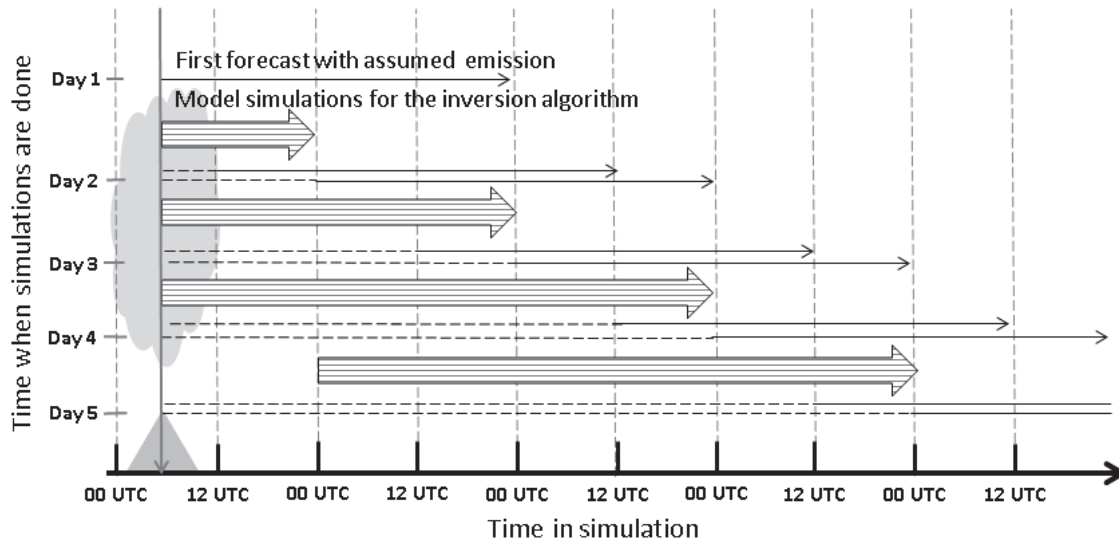 Time when simulations are done
First forecast with assumed emission
Day 1
Model simulations for the inversion algorithm
Day 2
Day 3
Day 4
Day 5
00 UTC 12 UTC 00 UTC 12 UTC 00 UTC 12 UTC 00 UTC 12 UTC 00 UTC 12 UTC
Time in simulation